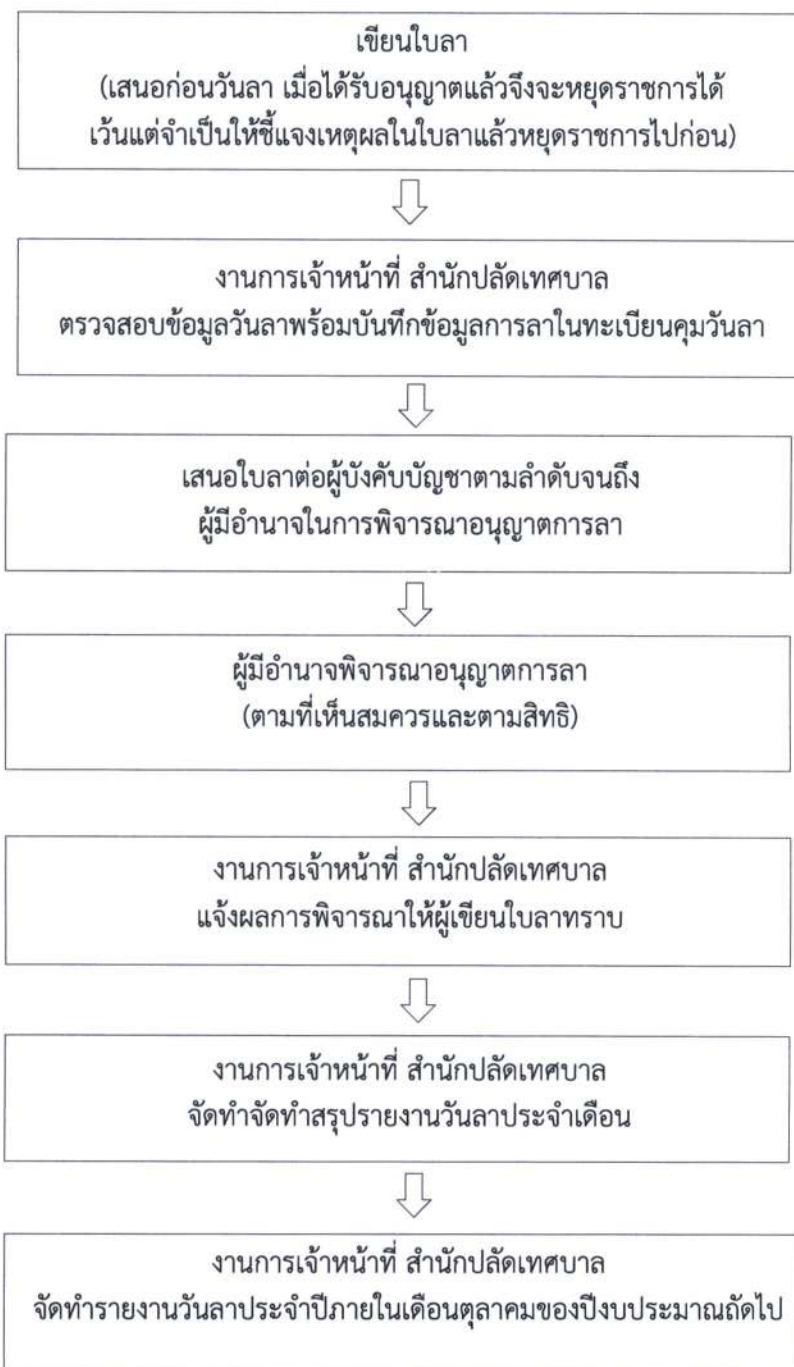 เขียนใบลา
(เสนอก่อนวันลา เมื่อได้รับอนุญาตแล้วจึงจะหยุดราชการได้
เว้นแต่จำเป็นให้ชี้แจงเหตุผลในใบลาแล้วหยุดราชการไปก่อน)
งานการเจ้าหน้าที่ สำนักปลัดเทศบาล
ตรวจสอบข้อมูลวันลาพร้อมบันทึกข้อมูลการลาในทะเบียนคุมวันลา
เสนอใบลาต่อผู้บังคับบัญชาตามลำดับจนถึง
ผู้มีอำนาจในการพิจารณาอนุญาตการลา
ผู้มีอำนาจพิจารณาอนุญาตการลา
(ตามที่เห็นสมควรและตามสิทธิ)
งานการเจ้าหน้าที่ สำนักปลัดเทศบาล
แจ้งผลการพิจารณาให้ผู้เขียนใบลาทราบ
งานการเจ้าหน้าที่ สำนักปลัดเทศบาล
จัดทำจัดทำสรุปรายงานวันลาประจำเดือน
งานการเจ้าหน้าที่ สำนักปลัดเทศบาล
จัดทำรายงานวันลาประจำปีภายในเดือนตุลาคมของปีงบประมาณถัดไป